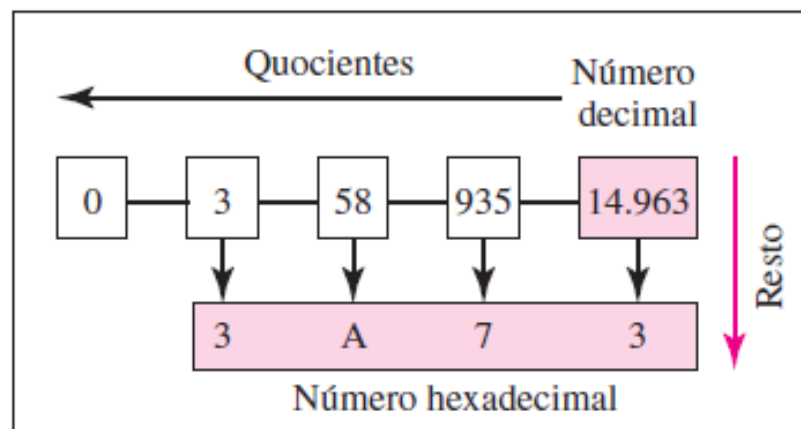 Quocientes
Número
decimal
0 3 58 935 14.963
Resto
3 A 7 3
Número hexadecimal